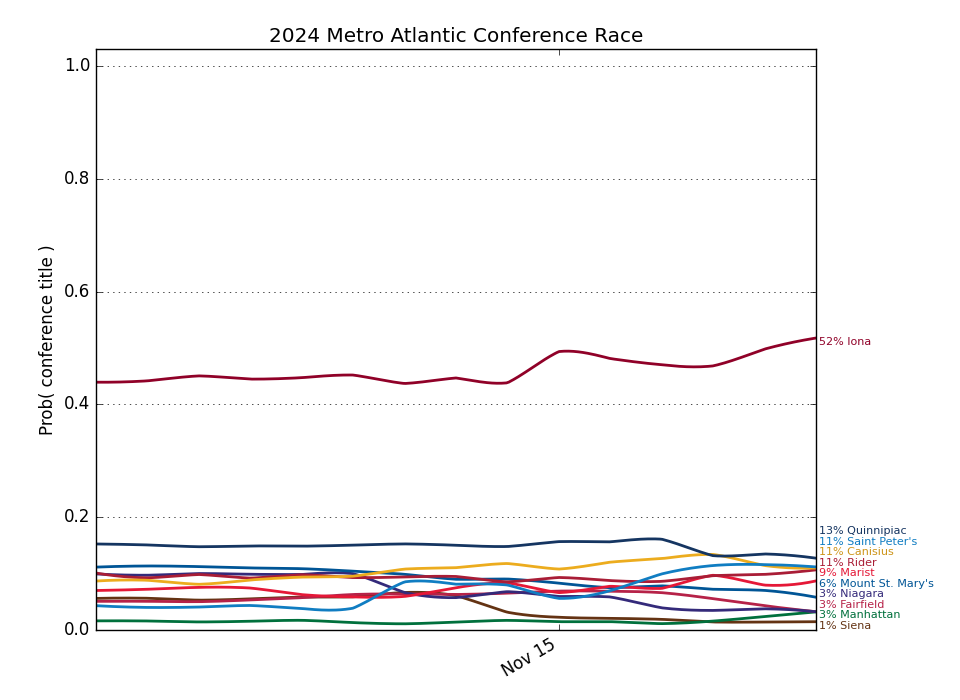 2024 Metro Atlantic Conference Race
Prob( conference title )
1.0
0.8
0.6
0.4
0.2
0.0
Nov 15
52% Iona
13% Quinnipiac
11% Saint Peter's
11% Canisius
11% Rider
9% Marist
6% Mount St. Mary's
3% Niagara
3% Fairfield
3% Manhattan
1% Siena